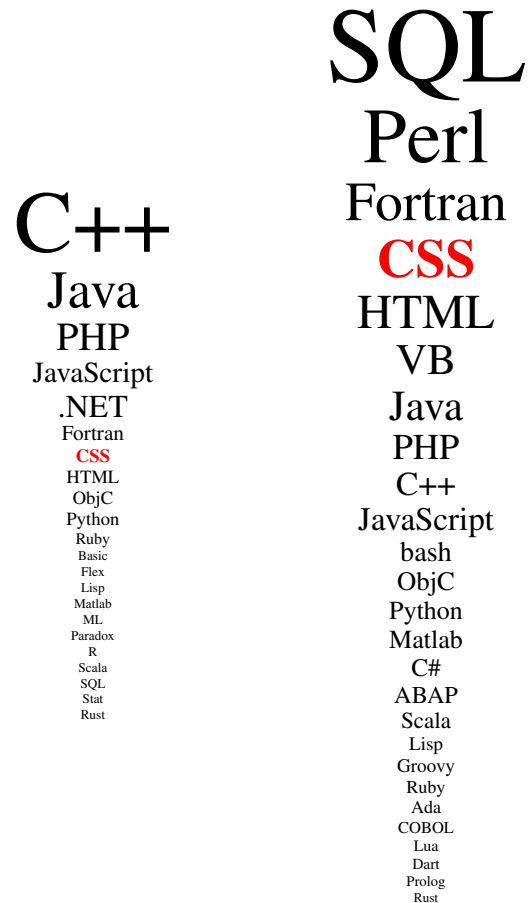 C++
Java
PHP
JavaScript
.NET
Fortran
CSS
HTML
ObjC
Python
Ruby
Basic
Flex
Lisp
Matlab
ML
Paradox
R
Scala
SQL
Stat
Rust
SQL
Perl
Fortran
CSS
HTML
VB
Java
PHP
C++
JavaScript
bash
ObjC
Python
Matlab
C#
ABAP
Scala
Lisp
Groovy
Ruby
Ada
COBOL
Lua
Dart
Prolog
Rust